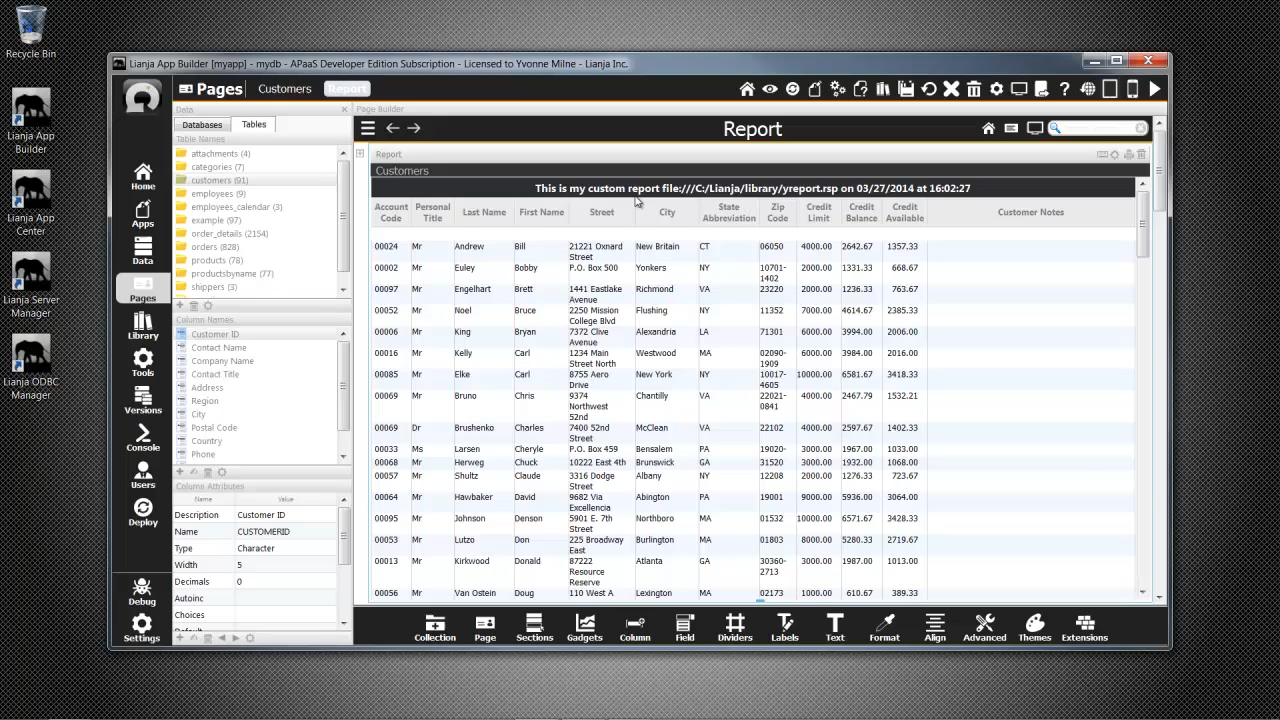 Recycle Bin
Lianja App
Builder
Lianja App
Center
Lianja Server
Manager
Lianja ODBC
Manager
Lianja App Builder [myapp] - mydb - APaaS Developer Edition Subscription - Licensed to Yvonne Milne - Lianja Inc.
Pages Customers Report
Home
Apps
Data
Pages
Library
Tools
Versions
Console
Users
Deploy
Debug
Settings
Data
Databases Tables
Table Names
attachments (4)
categories (7)
customers (91)
employees (9)
employees_calendar (3)
example (97)
order_details (2154)
orders (828)
products (78)
productsbyname (77)
shippers (3)
Column Names
Customer ID
Contact Name
Company Name
Contact Title
Address
Region
City
Postal Code
Country
Phone
Column Attributes
Name Value
Description Customer ID
Name CUSTOMERID
Type Character
Width 5
Decimals 0
Autoinc
Choices
Page Builder
Report
Report
Customers
This is my custom report file:///C:/Lianja/library/yreport.rsp on 03/27/2014 at 16:02:27
Account Code Personal Title Last Name First Name Street City State Abbreviation Zip Code Credit Limit Credit Balance Credit Available Customer Notes
00024 Mr Andrew Bill 21221 Oxnard Street New Britain CT 06050 4000.00 2642.67 1357.33
00002 Mr Euley Bobby P.O. Box 500 Yonkers NY 10701-1402 2000.00 1331.33 668.67
00097 Mr Engelhart Brett 1441 Eastlake Avenue Richmond VA 23220 2000.00 1236.33 763.67
00052 Mr Noel Bruce 2250 Mission College Blvd Flushing NY 11352 7000.00 4614.67 2385.33
00006 Mr King Bryan 7372 Clive Avenue Alexandria LA 71301 6000.00 3994.00 2006.00
00016 Mr Kelly Carl 1234 Main Street North Westwood MA 02090-1909 6000.00 3984.00 2016.00
00085 Mr Elke Carl 8755 Aero Drive New York NY 10017-4605 10000.00 6581.67 3418.33
00069 Mr Bruno Chris 9374 Northwest 52nd Chantilly VA 22021-0841 4000.00 2467.79 1532.21
00069 Dr Brushenko Charles 7400 52nd Street McClean VA 22102 4000.00 2597.67 1402.33
00033 Ms Larsen Cheryle P.O. Box 459 Bensalem PA 19020- 3000.00 1967.00 1033.00
00068 Mr Herweg Chuck 10222 East 4th Brunswick GA 31520 3000.00 1932.00 1068.00
00057 Mr Shultz Claude 3316 Dodge Street Albany NY 12208 2000.00 1276.33 723.67
00064 Mr Hawbaker David 9682 Via Excellencia Abington PA 19001 9000.00 5936.00 3064.00
00095 Mr Johnson Denson 5901 E. 7th Street Northboro MA 01532 10000.00 6571.67 3428.33
00053 Mr Lutzo Don 225 Broadway East Burlington MA 01803 8000.00 5280.33 2719.67
00013 Mr Kirkwood Donald 87222 Resource Reserve Atlanta GA 30360-2713 3000.00 1987.00 1013.00
00056 Mr Van Ostein Doug 110 West A Lexington MA 02173 1000.00 610.67 389.33
Collection Page Sections Gadgets Column Field Dividers Labels Text Format Align Advanced Themes Extensions